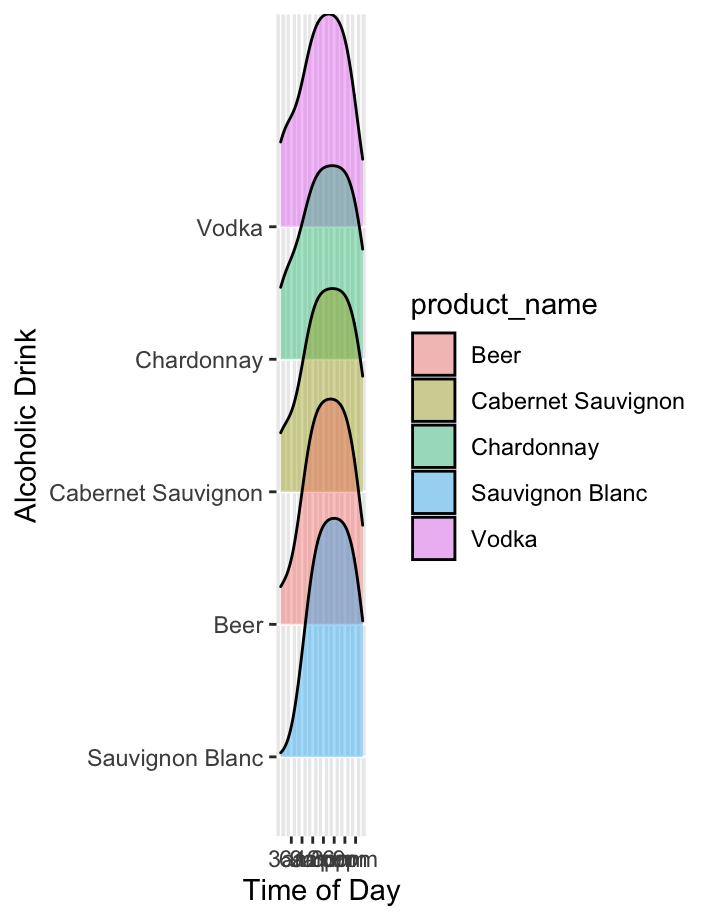 Vodka
Chardonnay
Cabernet Sauvignon
Beer
Sauvignon Blanc
Alcoholic Drink
Time of Day
product_name
Beer
Cabernet Sauvignon
Chardonnay
Sauvignon Blanc
Vodka